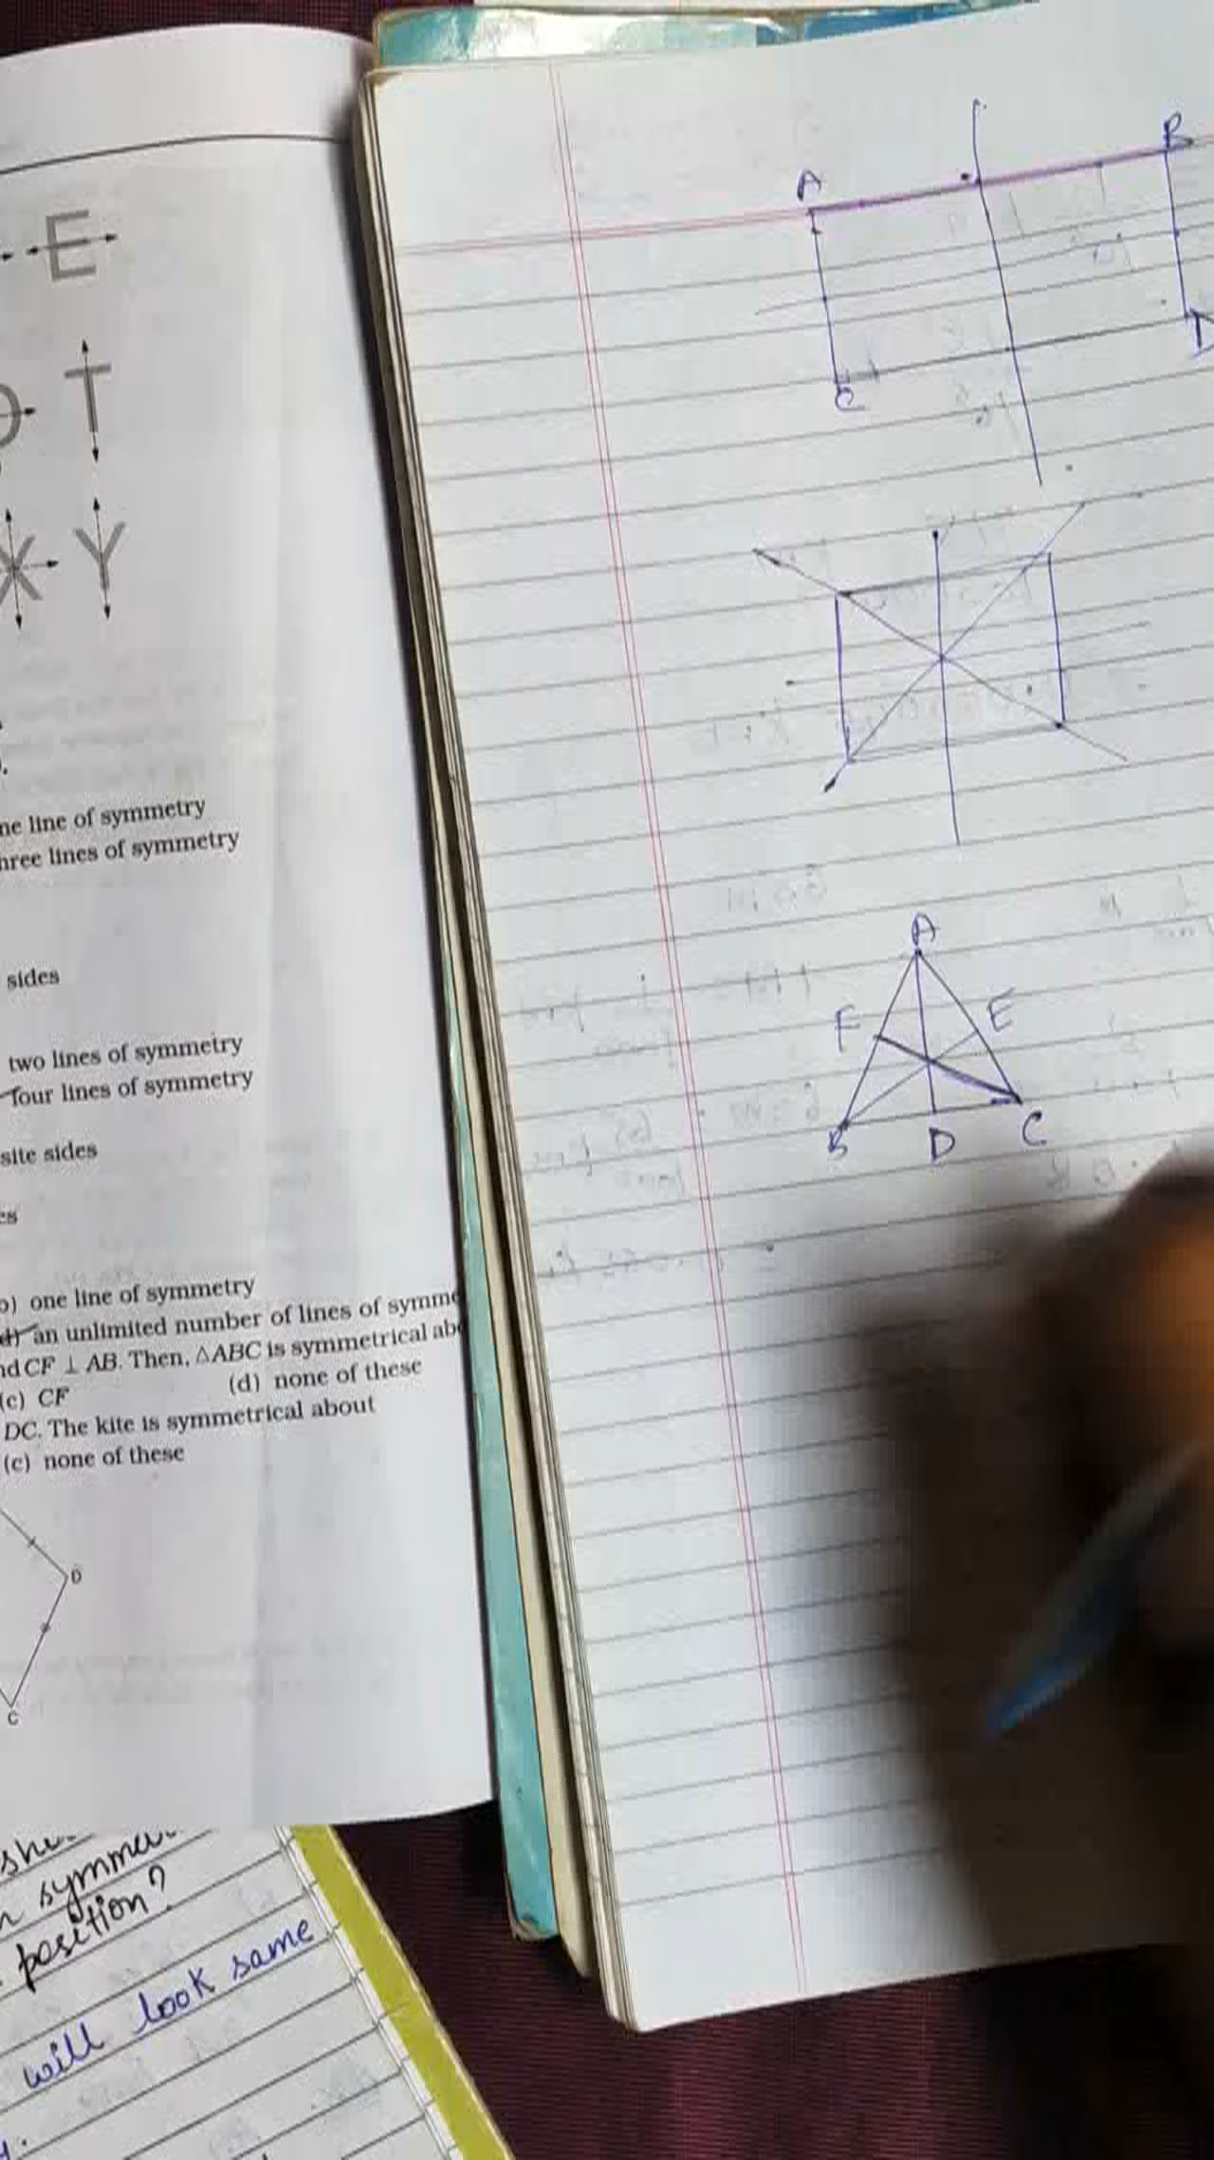 E
T
X Y
ne line of symmetry
hree lines of symmetry
sides
two lines of symmetry
four lines of symmetry
site sides
es
b) one line of symmetry
d) an unlimited number of lines of symme
nd CF ⊥ AB. Then, △ABC is symmetrical abo
(c) CF (d) none of these
DC. The kite is symmetrical about
(c) none of these
D
C
symme
position?
will look same
A B
C D
A
F E
B D C